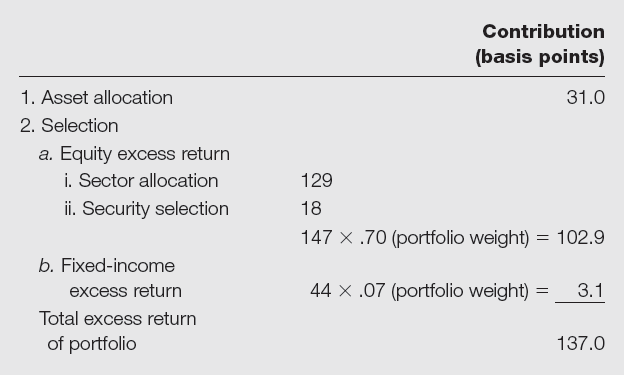 Contribution
(basis points)
1. Asset allocation 31.0
2. Selection
a. Equity excess return
i. Sector allocation 129
ii. Security selection 18
147 × .70 (portfolio weight) = 102.9
b. Fixed-income
excess return 44 × .07 (portfolio weight) = 3.1
Total excess return
of portfolio 137.0